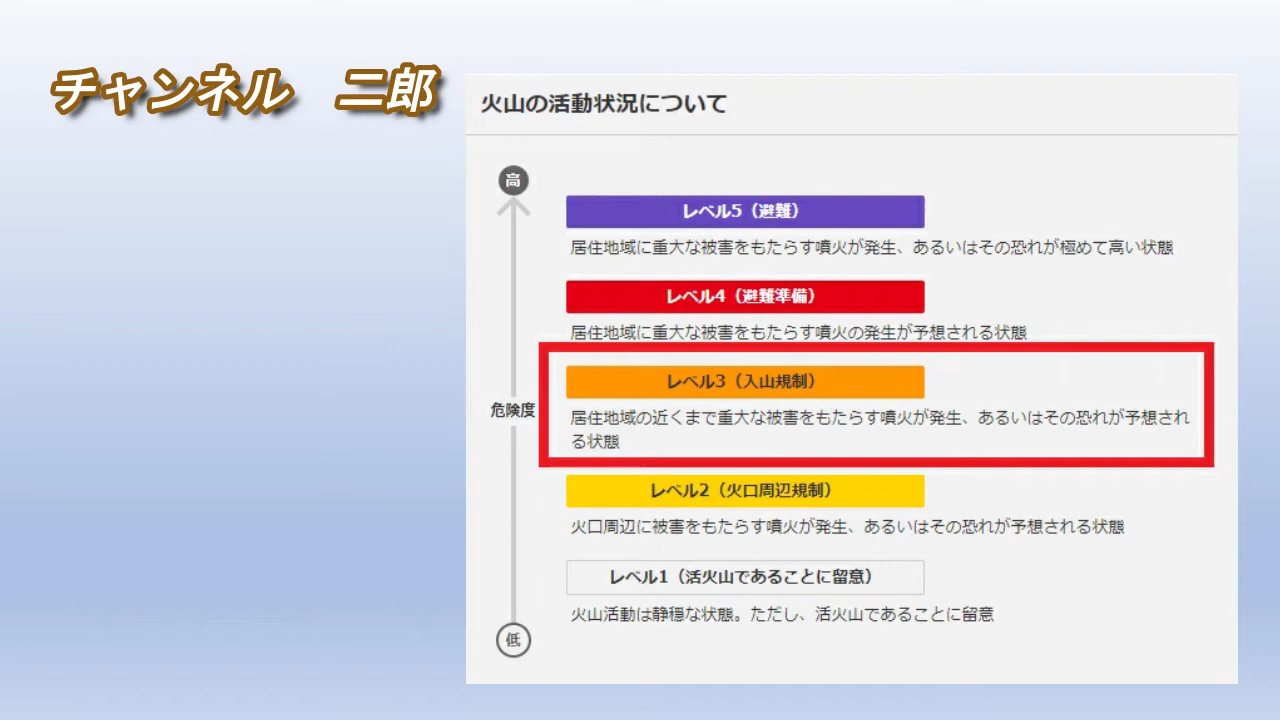 チャンネル　二郎
火山の活動状況について
高
レベル5（避難）
居住地域に重大な被害をもたらす噴火が発生、あるいはその恐れが極めて高い状態
レベル4（避難準備）
居住地域に重大な被害をもたらす噴火の発生が予想される状態
レベル3（入山規制）
危険度
居住地域の近くまで重大な被害をもたらす噴火が発生、あるいはその恐れが予想され
る状態
レベル2（火口周辺規制）
火口周辺に被害をもたらす噴火が発生、あるいはその恐れが予想される状態
レベル1（活火山であることに留意）
火山活動は静穏な状態。ただし、活火山であることに留意
低